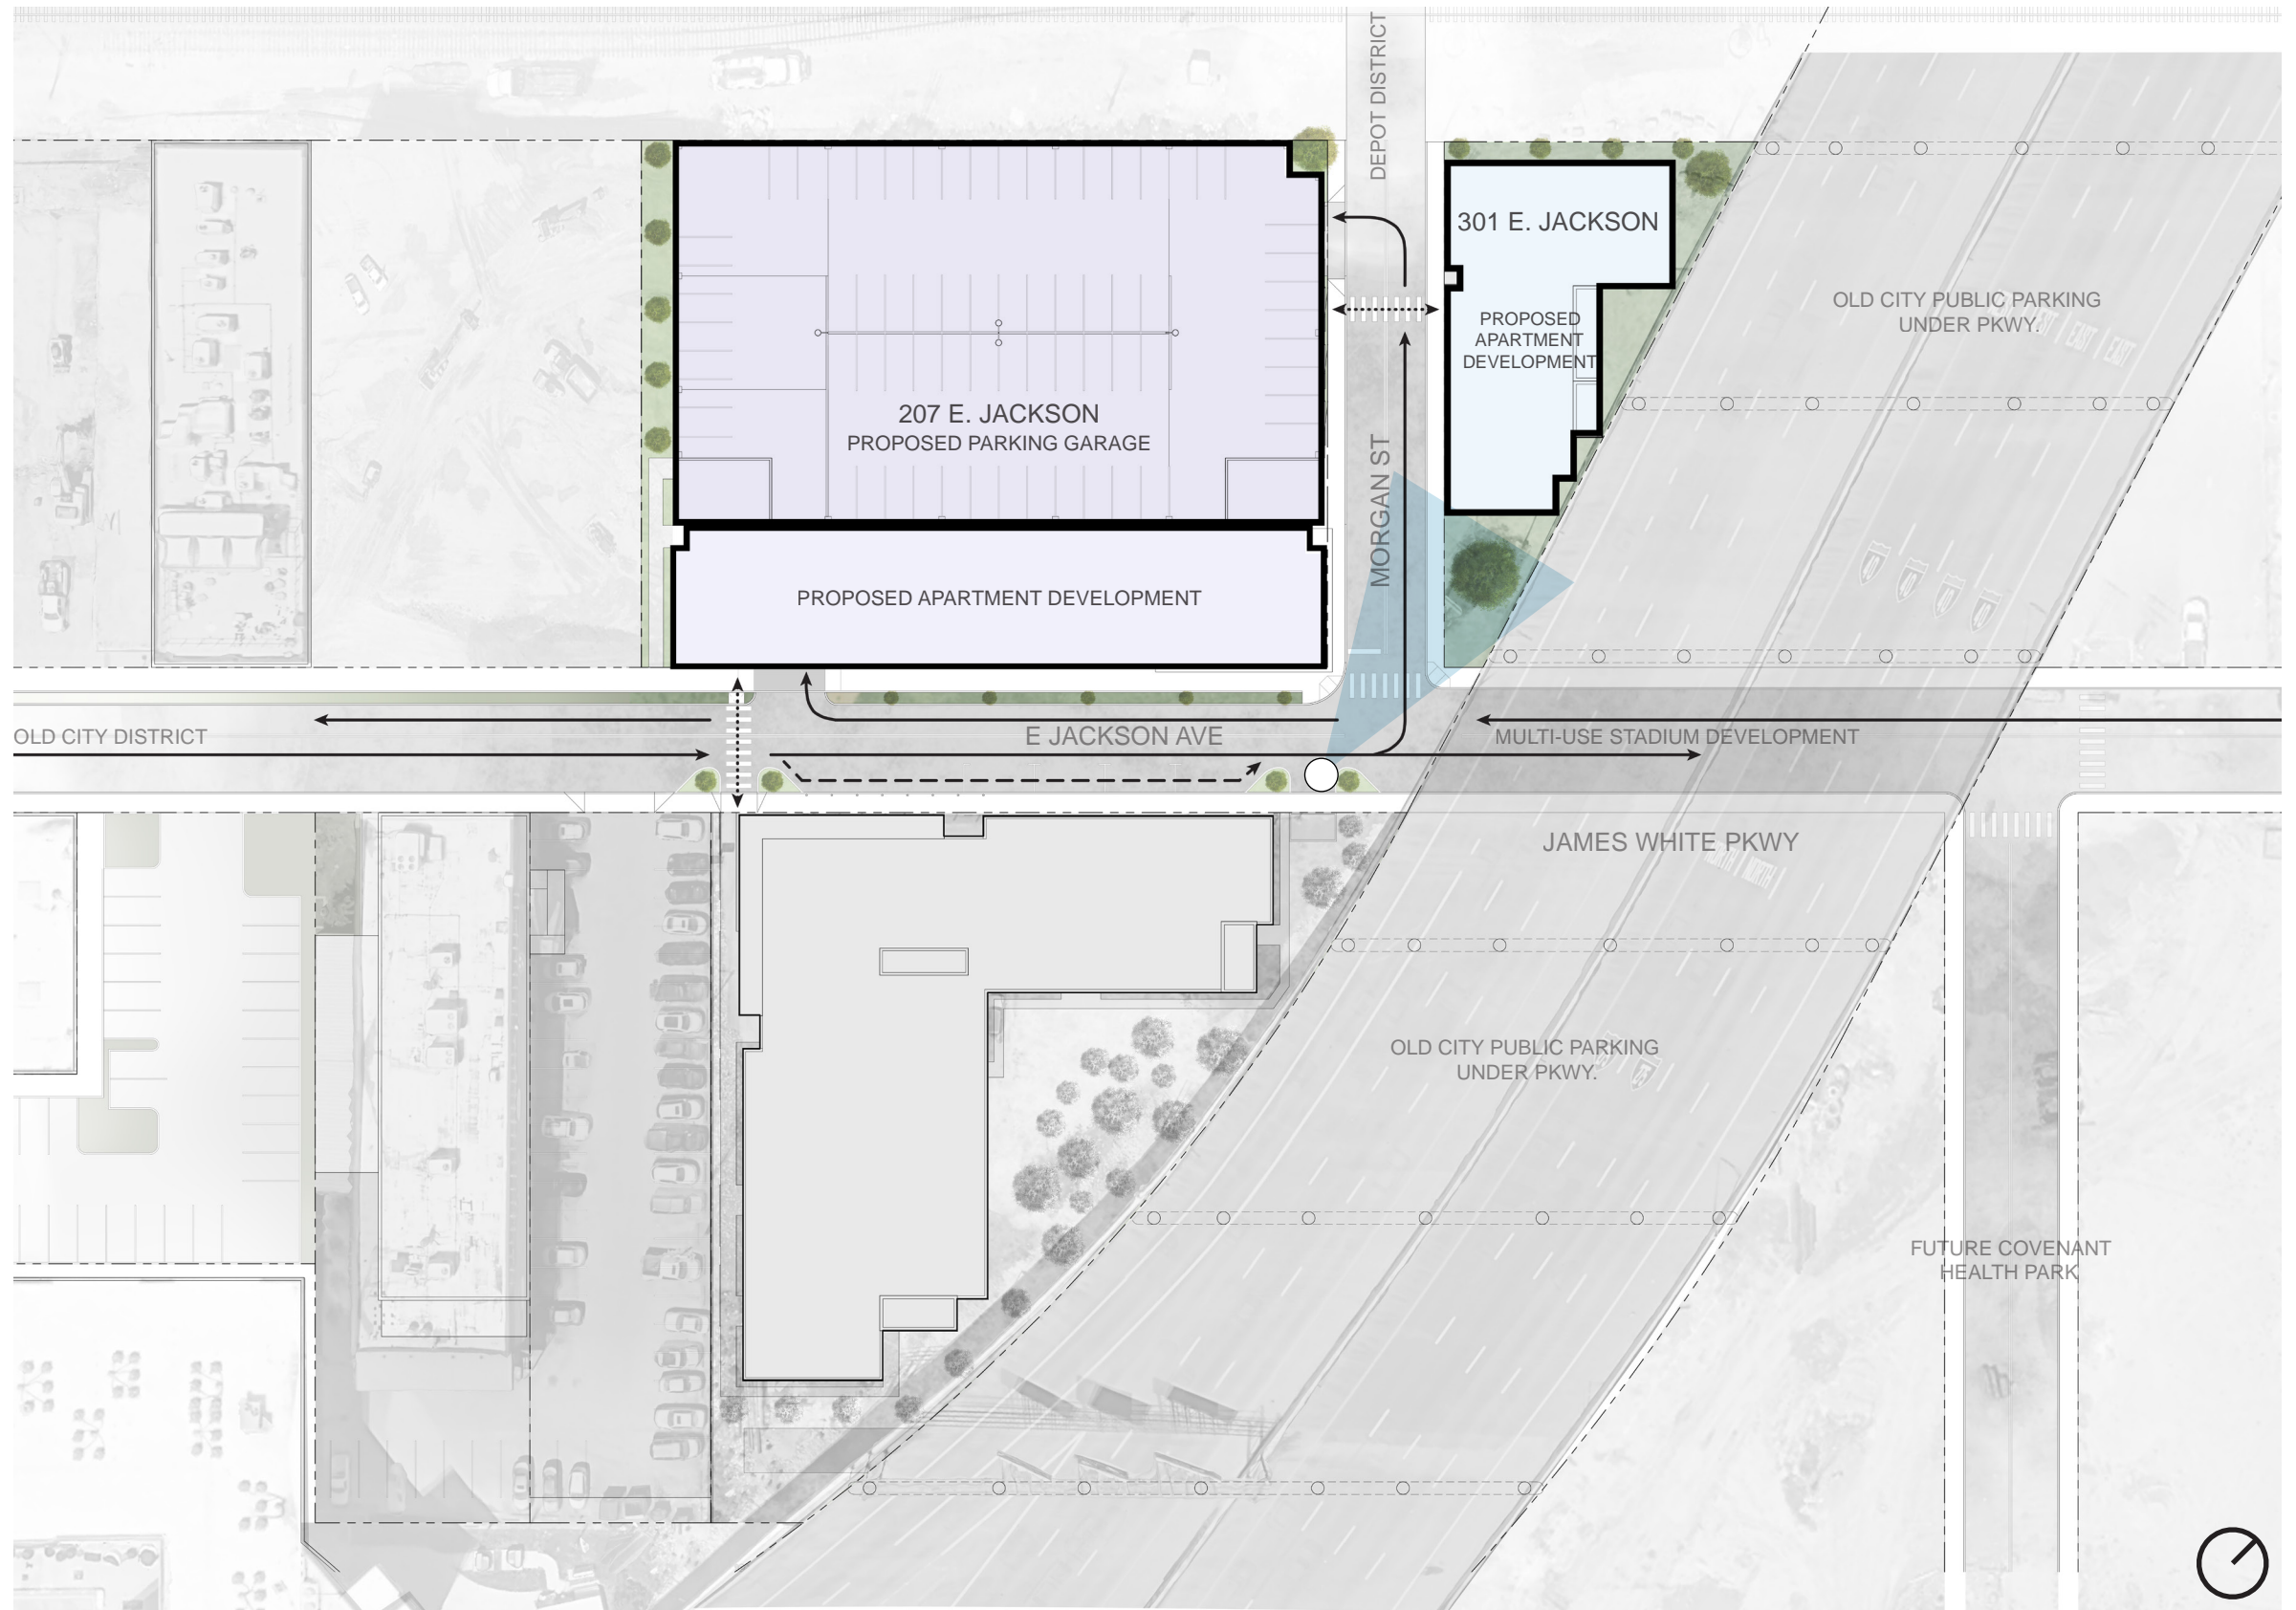 DEPOT DISTRICT
301 E. JACKSON
PROPOSED
APARTMENT
DEVELOPMENT
OLD CITY PUBLIC PARKING
UNDER PKWY.
207 E. JACKSON
PROPOSED PARKING GARAGE
MORGAN ST
PROPOSED APARTMENT DEVELOPMENT
OLD CITY DISTRICT
E JACKSON AVE
MULTI-USE STADIUM DEVELOPMENT
JAMES WHITE PKWY
OLD CITY PUBLIC PARKING
UNDER PKWY.
FUTURE COVENANT
HEALTH PARK